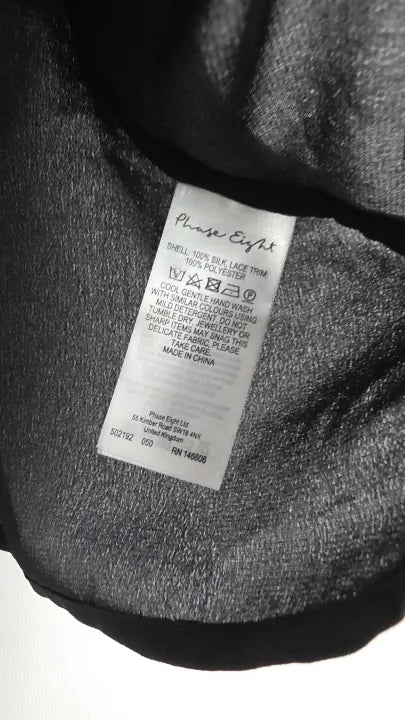 Phase Eight
SHELL: 100% SILK, LACE TRIM:
100% POLYESTER
COOL GENTLE HAND WASH
WITH SIMILAR COLOURS USING
MILD DETERGENT. DO NOT
TUMBLE DRY. JEWELLERY OR
SHARP ITEMS MAY SNAG THIS
DELICATE FABRIC, PLEASE
TAKE CARE.
MADE IN CHINA
Phase Eight Ltd
55 Kimber Road SW18 4NX
United Kingdom
502192 050 RN 146606